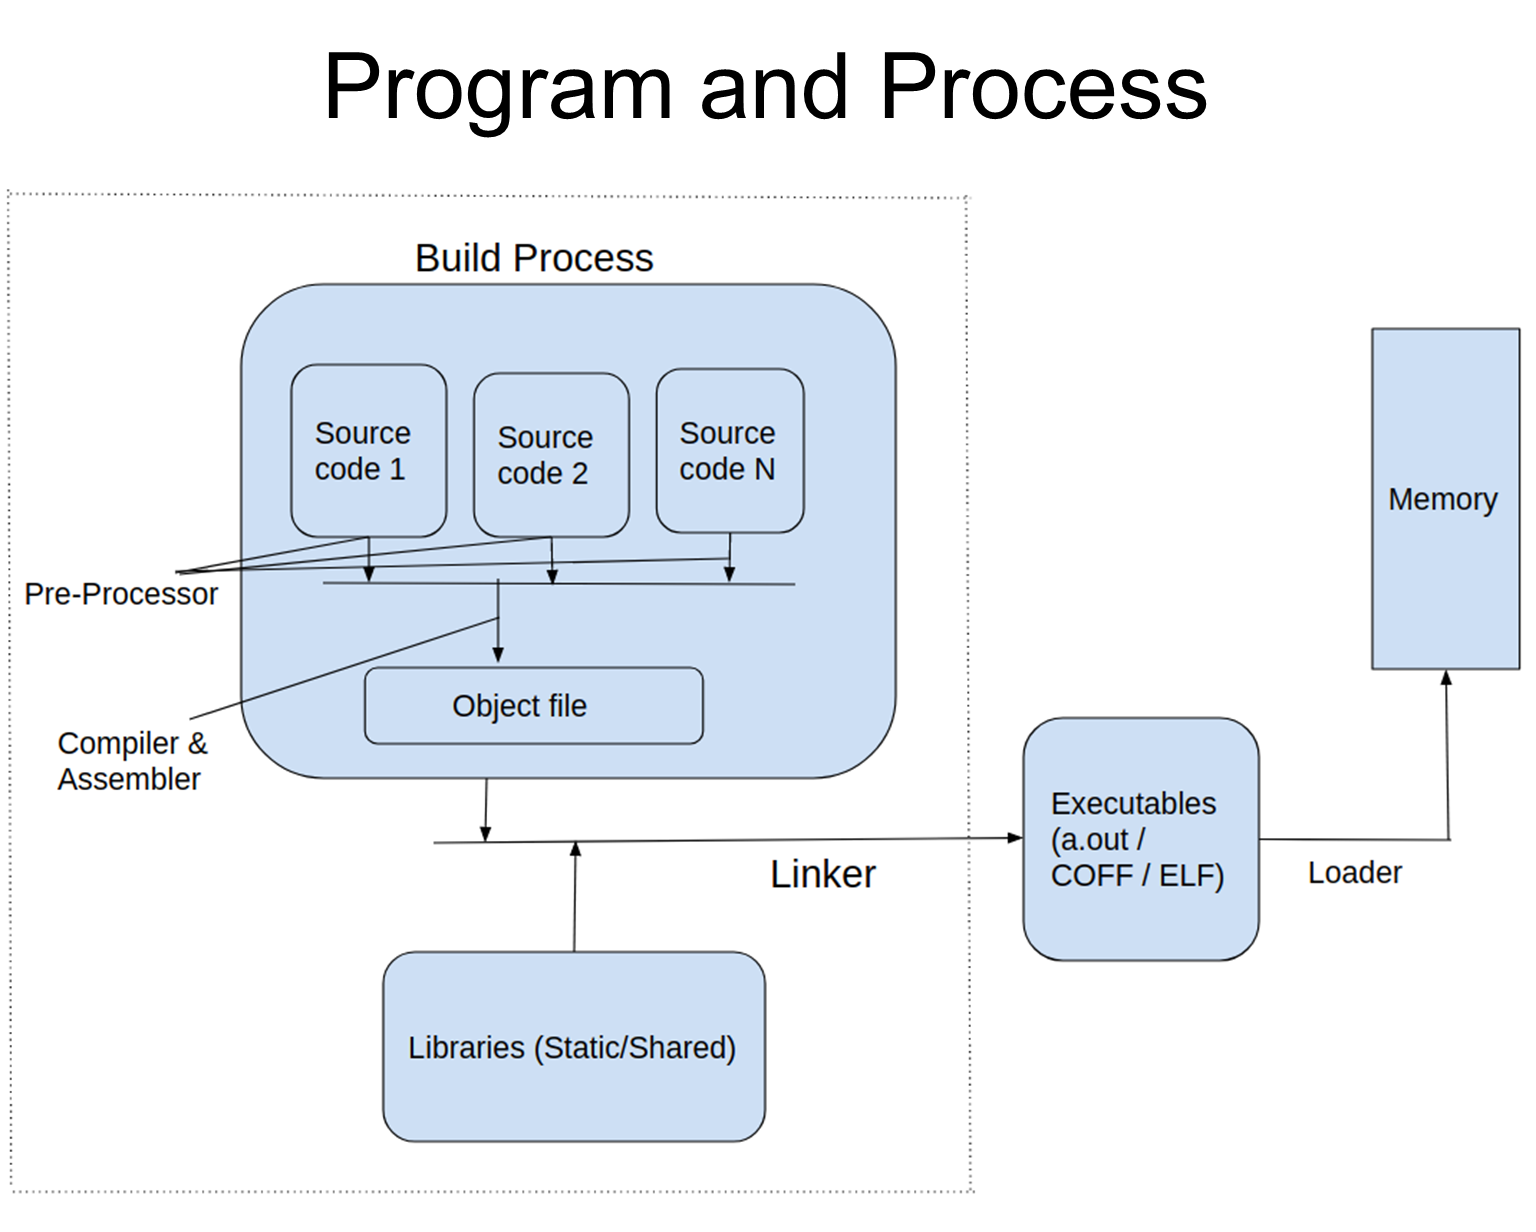 Program and Process
Build Process
Source
code 1
Source
code 2
Source
code N
Pre-Processor
Compiler &
Assembler
Object file
Linker
Libraries (Static/Shared)
Executables
(a.out /
COFF / ELF)
Loader
Memory